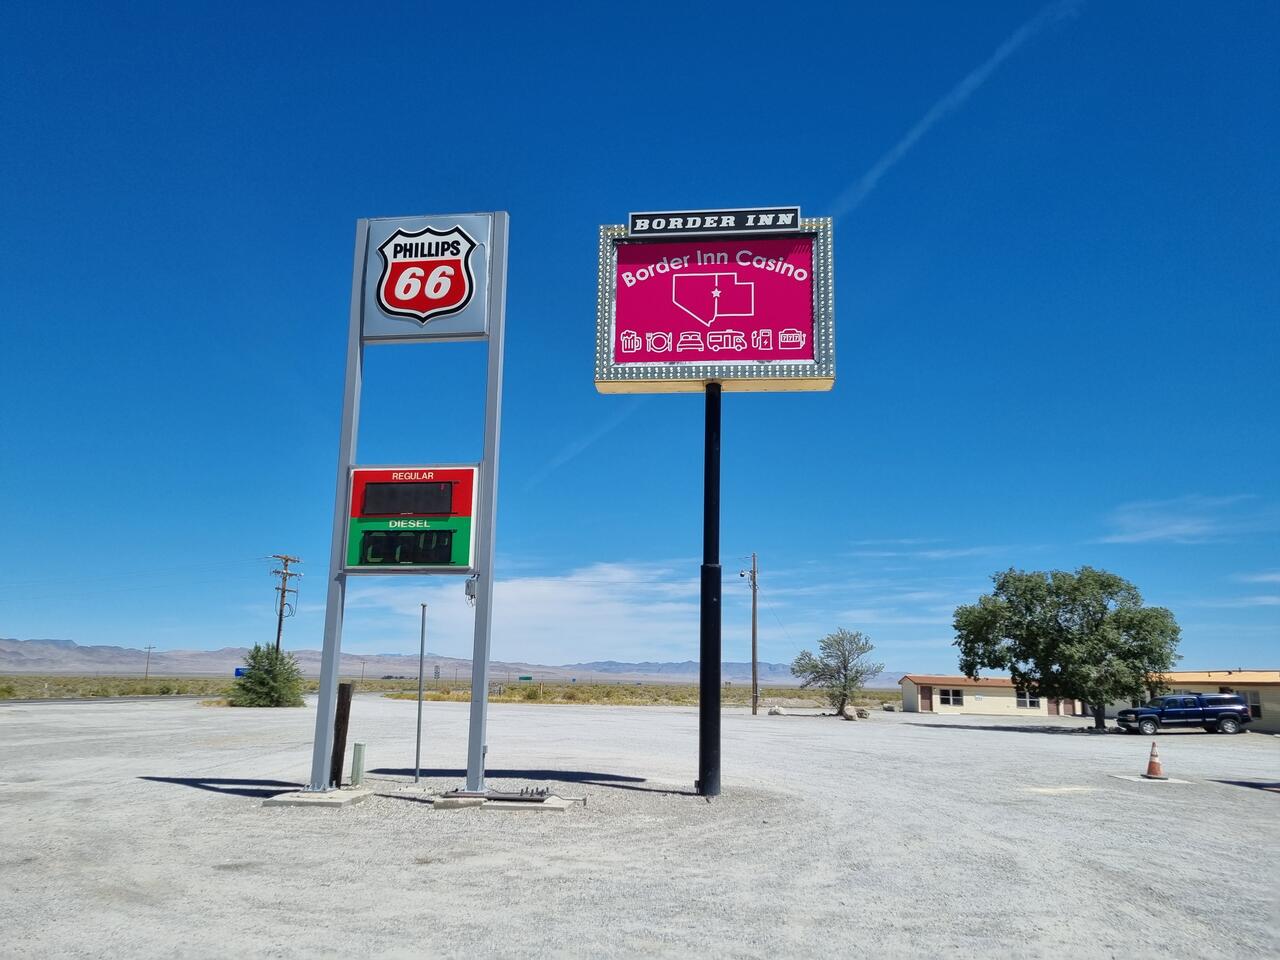 PHILLIPS
66
REGULAR
DIESEL
BORDER INN
Border Inn Casino